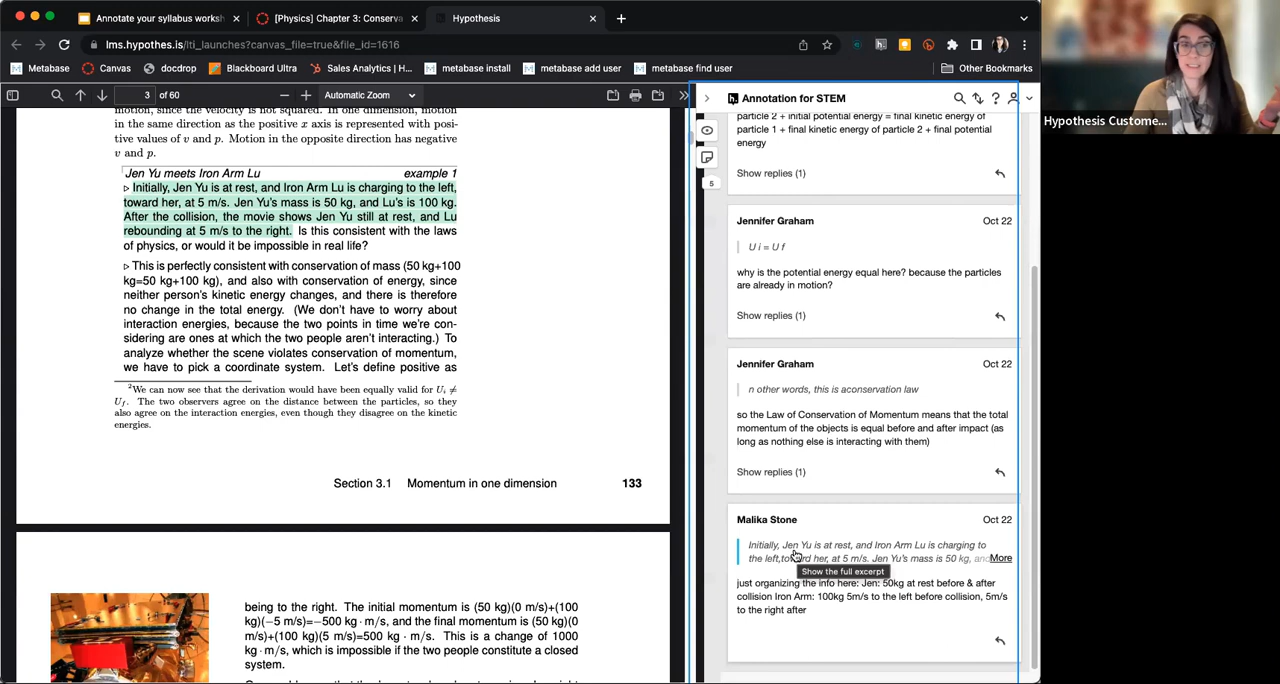 Annotate your syllabus worksh
[Physics] Chapter 3: Conserva
Hypothesis
lms.hypothes.is/lti_launches?canvas_file=true&file_id=1616
Metabase
Canvas
docdrop
Blackboard Ultra
Sales Analytics | H...
metabase install
metabase add user
metabase find user
Other Bookmarks
3 of 60
Automatic Zoom
motion, since the velocity is not squared. In one dimension, motion
in the same direction as the positive x axis is represented with posi-
tive values of v and p. Motion in the opposite direction has negative
v and p.
Jen Yu meets Iron Arm Lu example 1
▷ Initially, Jen Yu is at rest, and Iron Arm Lu is charging to the left,
toward her, at 5 m/s. Jen Yu's mass is 50 kg, and Lu's is 100 kg.
After the collision, the movie shows Jen Yu still at rest, and Lu
rebounding at 5 m/s to the right. Is this consistent with the laws
of physics, or would it be impossible in real life?
▷ This is perfectly consistent with conservation of mass (50 kg+100
kg=50 kg+100 kg), and also with conservation of energy, since
neither person's kinetic energy changes, and there is therefore
no change in the total energy. (We don't have to worry about
interaction energies, because the two points in time we're con-
sidering are ones at which the two people aren't interacting.) To
analyze whether the scene violates conservation of momentum,
we have to pick a coordinate system. Let's define positive as
2We can now see that the derivation would have been equally valid for Ui ≠
Uf. The two observers agree on the distance between the particles, so they
also agree on the interaction energies, even though they disagree on the kinetic
energies.
Section 3.1 Momentum in one dimension 133
being to the right. The initial momentum is (50 kg)(0 m/s)+(100
kg)(−5 m/s)=−500 kg · m/s, and the final momentum is (50 kg)(0
m/s)+(100 kg)(5 m/s)=500 kg · m/s. This is a change of 1000
kg · m/s, which is impossible if the two people constitute a closed
system.
Annotation for STEM
5
particle 2 + initial potential energy = final kinetic energy of
particle 1 + final kinetic energy of particle 2 + final potential
energy
Show replies (1)
Jennifer Graham Oct 22
U i = U f
why is the potential energy equal here? because the particles
are already in motion?
Show replies (1)
Jennifer Graham Oct 22
n other words, this is aconservation law
so the Law of Conservation of Momentum means that the total
momentum of the objects is equal before and after impact (as
long as nothing else is interacting with them)
Show replies (1)
Malika Stone Oct 22
Initially, Jen Yu is at rest, and Iron Arm Lu is charging to
the left,toward her, at 5 m/s. Jen Yu's mass is 50 kg, and More
Show the full excerpt
just organizing the info here: Jen: 50kg at rest before & after
collision Iron Arm: 100kg 5m/s to the left before collision, 5m/s
to the right after
Hypothesis Custome...